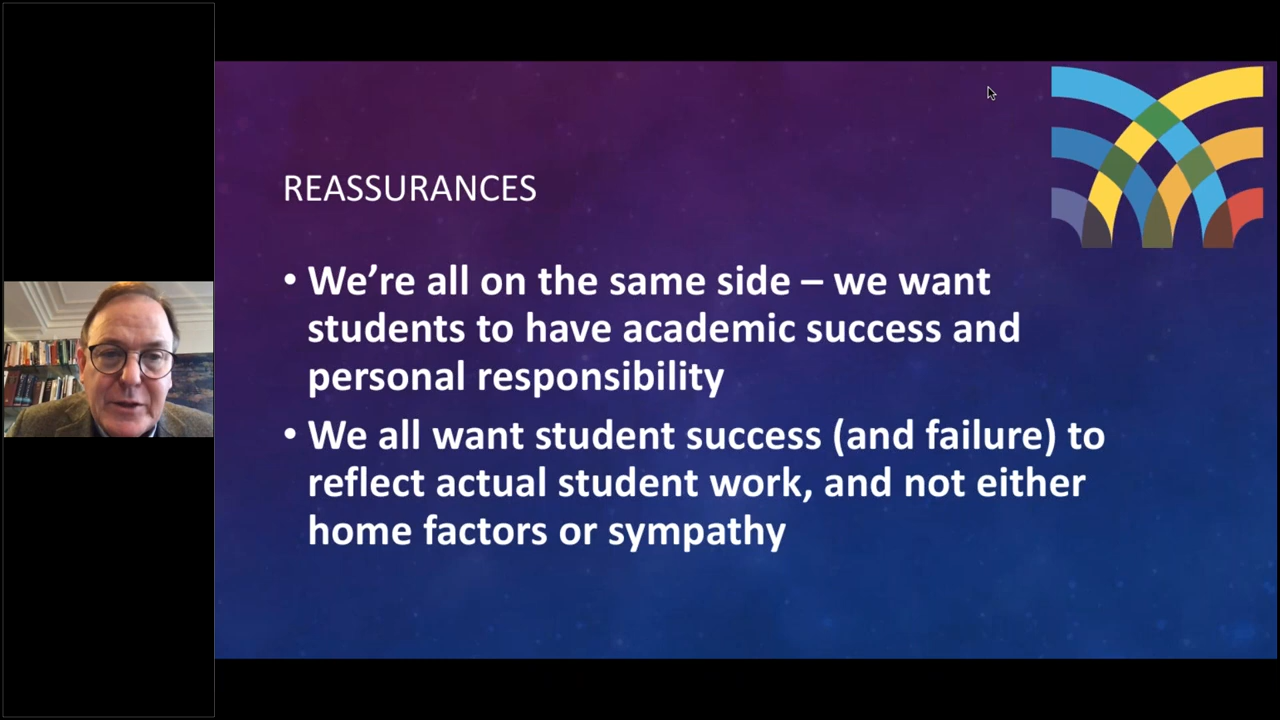 REASSURANCES
• We’re all on the same side – we want
students to have academic success and
personal responsibility
• We all want student success (and failure) to
reflect actual student work, and not either
home factors or sympathy